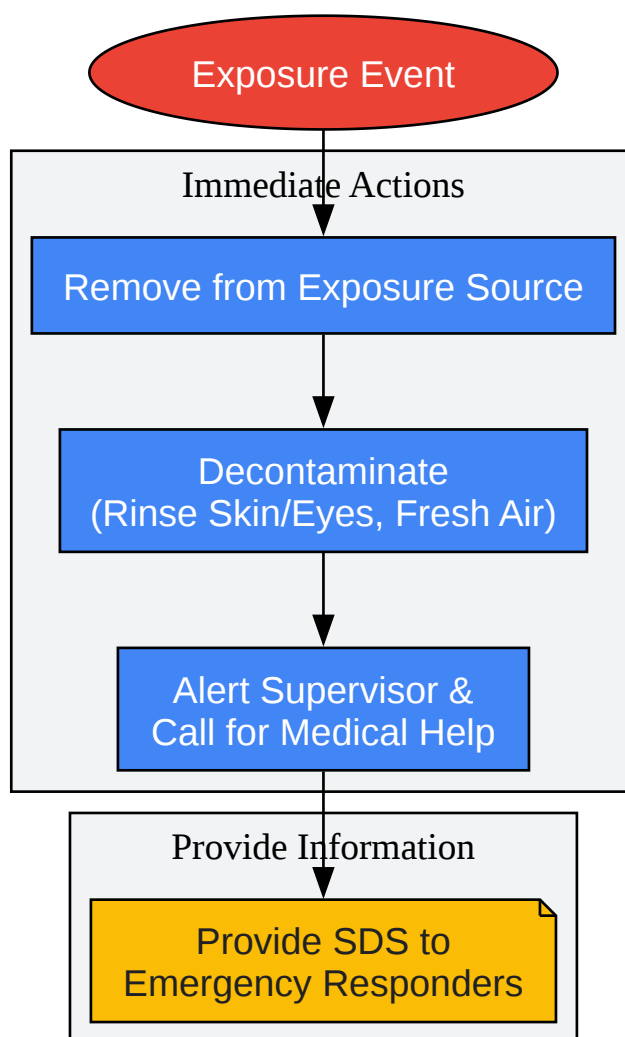 Exposure Event
Immediate Actions
Remove from Exposure Source
Decontaminate
(Rinse Skin/Eyes, Fresh Air)
Alert Supervisor &
Call for Medical Help
Provide Information
Provide SDS to
Emergency Responders